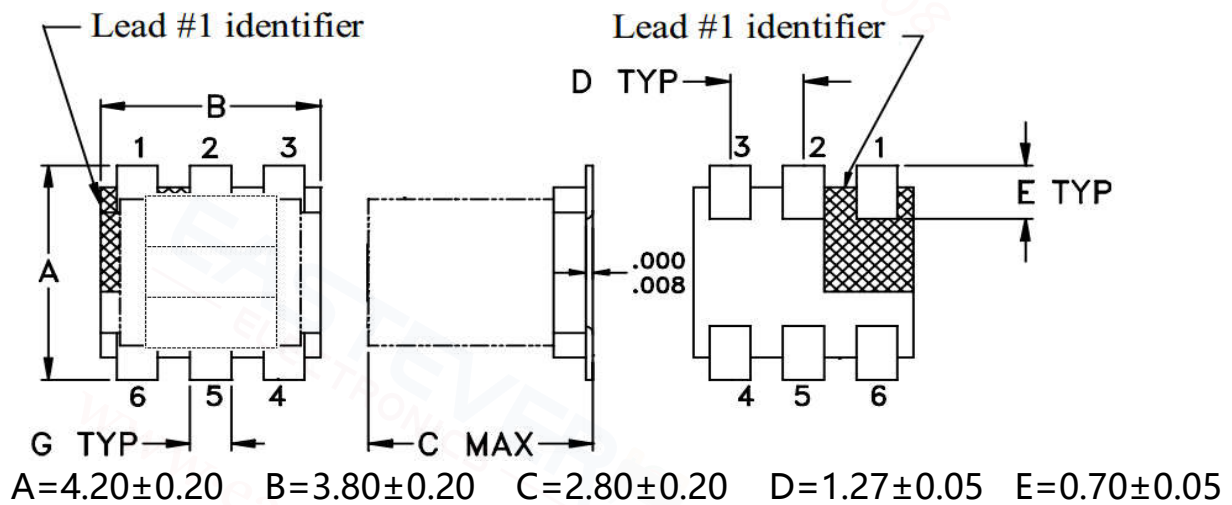 Lead #1 identifier
Lead #1 identifier
B
D TYP
1 2 3
3 2 1
A
E TYP
.000
.008
EASTEVER
ELECTRONICS
6 5 4
4 5 6
G TYP
C MAX
A=4.20±0.20 B=3.80±0.20 C=2.80±0.20 D=1.27±0.05 E=0.70±0.05